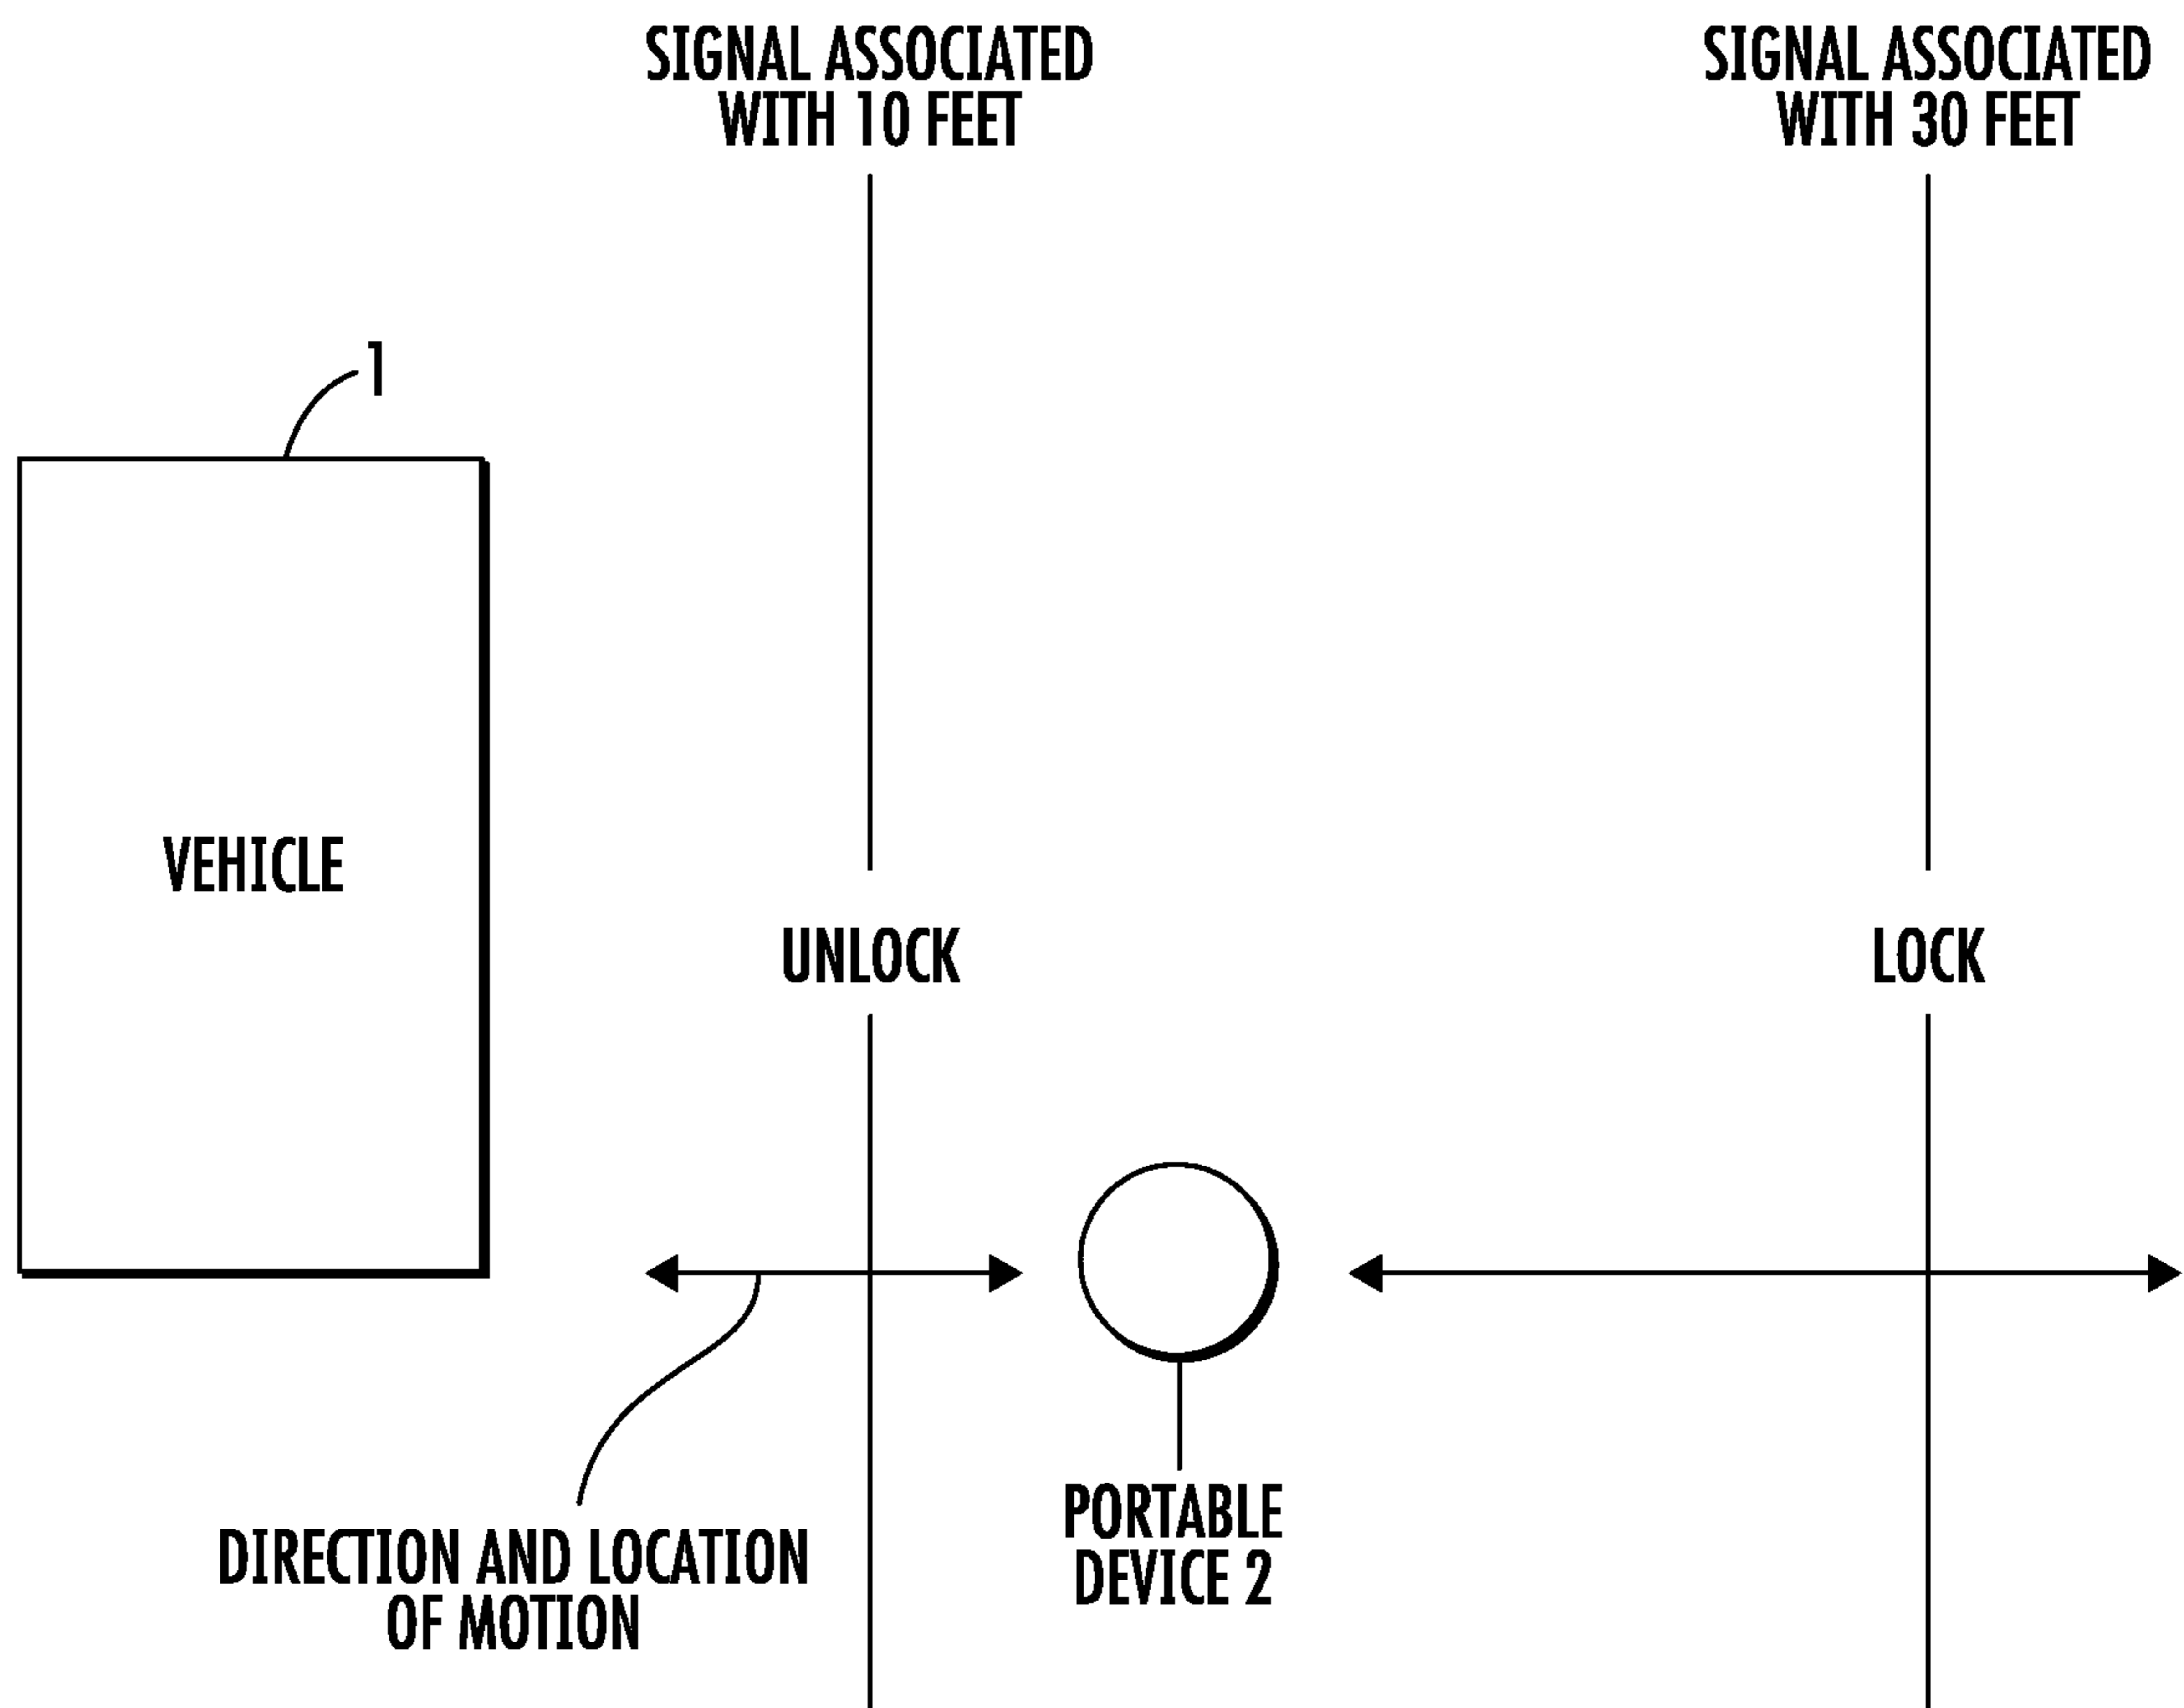 SIGNAL ASSOCIATED
WITH 10 FEET
SIGNAL ASSOCIATED
WITH 30 FEET
1
VEHICLE
UNLOCK
LOCK
PORTABLE
DEVICE 2
DIRECTION AND LOCATION
OF MOTION